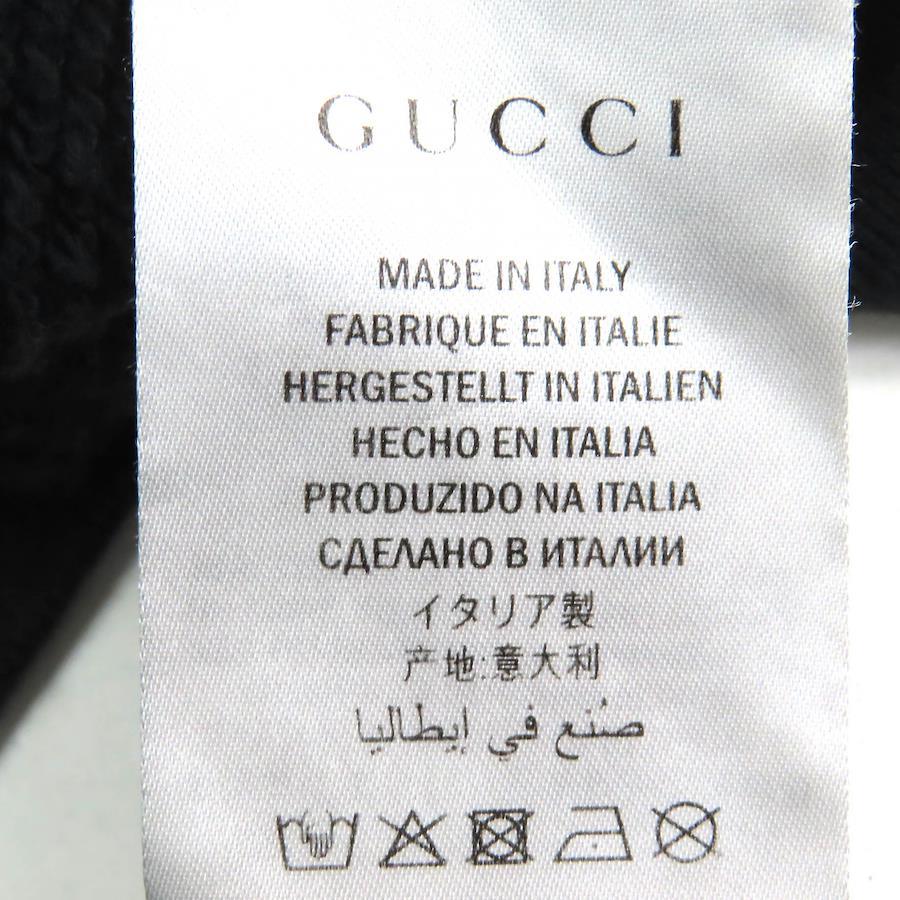 GUCCI
MADE IN ITALY
FABRIQUE EN ITALIE
HERGESTELLT IN ITALIEN
HECHO EN ITALIA
PRODUZIDO NA ITALIA
СДЕЛАНО В ИТАЛИИ
イタリア製
产地:意大利
صُنع في إيطاليا